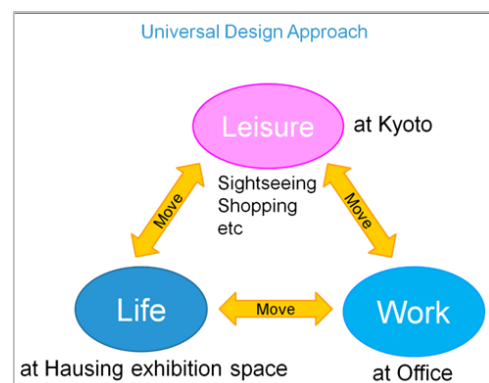 Universal Design Approach
Leisure
at Kyoto
Sightseeing
Shopping
etc
Move
Move
Life
Move
Work
at Hausing exhibition space
at Office